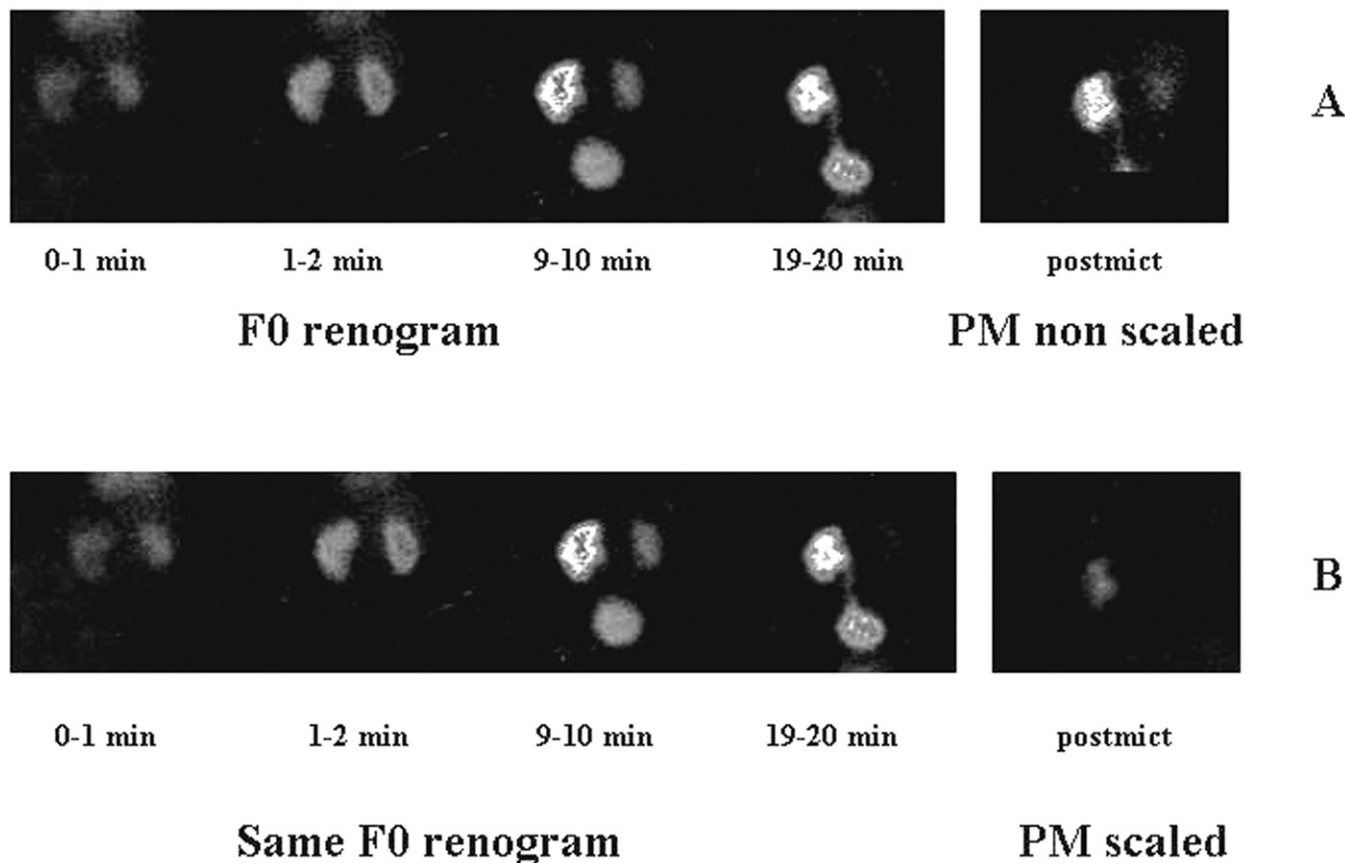 A
0-1 min 1-2 min 9-10 min 19-20 min postmict
F0 renogram PM non scaled
B
0-1 min 1-2 min 9-10 min 19-20 min postmict
Same F0 renogram PM scaled